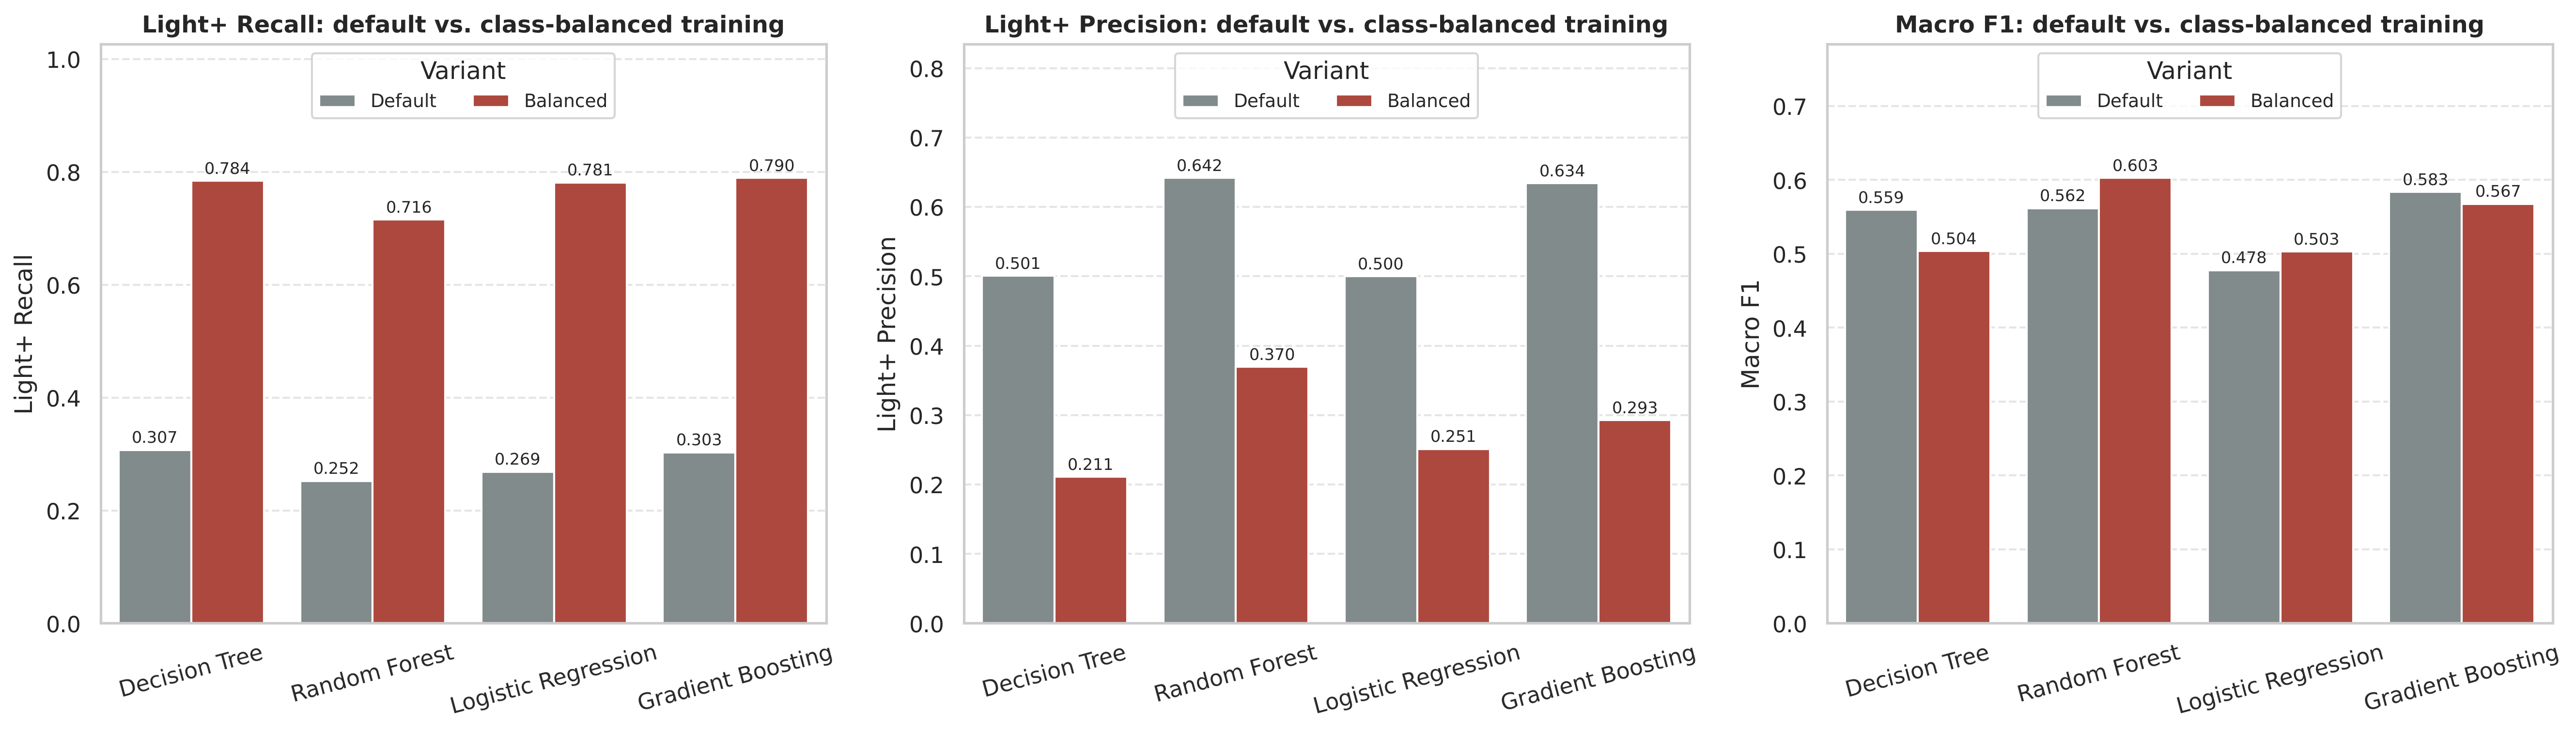 Light+ Recall: default vs. class-balanced training
Variant
Default
Balanced
Light+ Recall
1.0
0.8
0.6
0.4
0.2
0.0
0.307
0.784
0.252
0.716
0.269
0.781
0.303
0.790
Decision Tree
Random Forest
Logistic Regression
Gradient Boosting
Light+ Precision: default vs. class-balanced training
Variant
Default
Balanced
Light+ Precision
0.8
0.7
0.6
0.5
0.4
0.3
0.2
0.1
0.0
0.501
0.211
0.642
0.370
0.500
0.251
0.634
0.293
Decision Tree
Random Forest
Logistic Regression
Gradient Boosting
Macro F1: default vs. class-balanced training
Variant
Default
Balanced
Macro F1
0.7
0.6
0.5
0.4
0.3
0.2
0.1
0.0
0.559
0.504
0.562
0.603
0.478
0.503
0.583
0.567
Decision Tree
Random Forest
Logistic Regression
Gradient Boosting